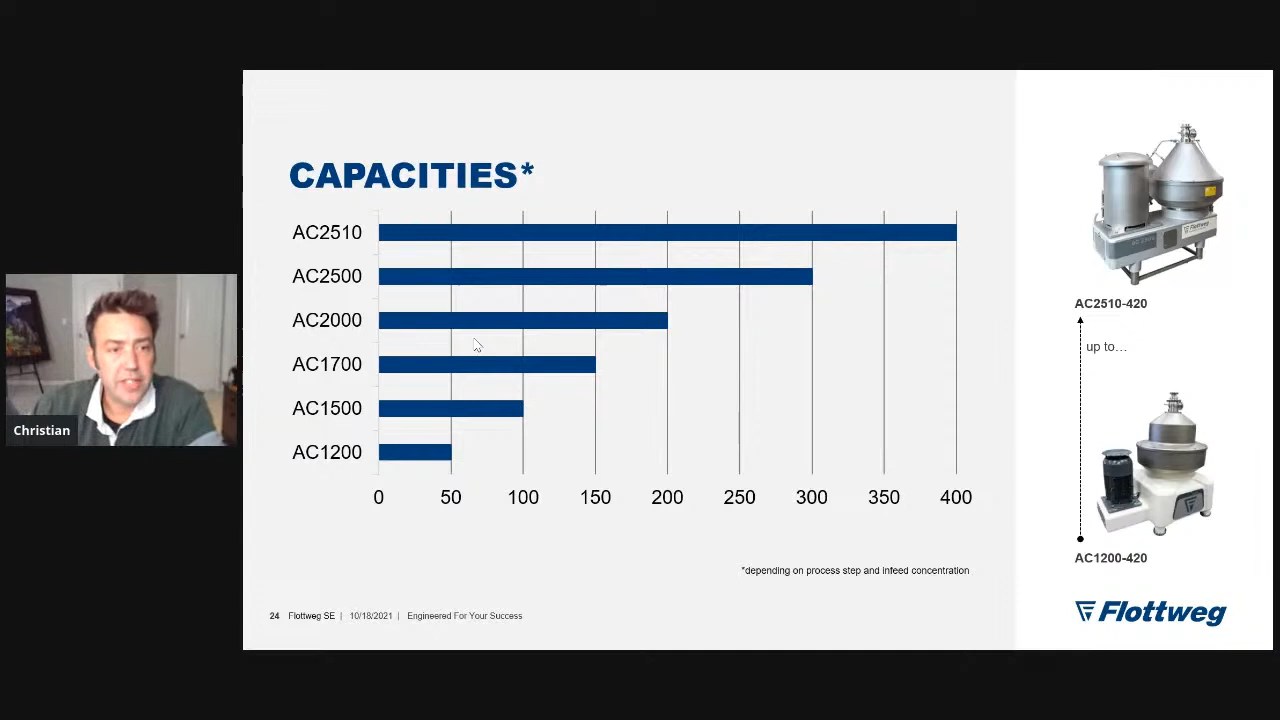 CAPACITIES*
AC2510
AC2500
AC2000
AC1700
AC1500
AC1200
0 50 100 150 200 250 300 350 400
*depending on process step and infeed concentration
24 Flottweg SE | 10/18/2021 | Engineered For Your Success
AC2510-420
up to...
AC1200-420
Flottweg
Christian